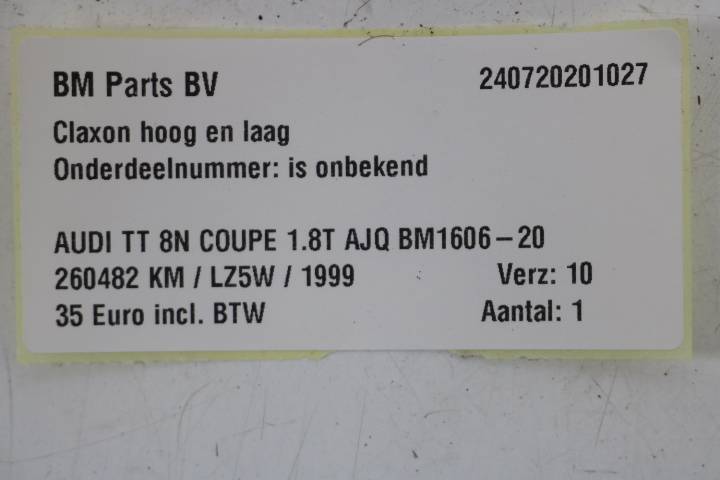 BM Parts BV 240720201027
Claxon hoog en laag
Onderdeelnummer: is onbekend
AUDI TT 8N COUPE 1.8T AJQ BM1606-20
260482 KM / LZ5W / 1999 Verz: 10
35 Euro incl. BTW Aantal: 1